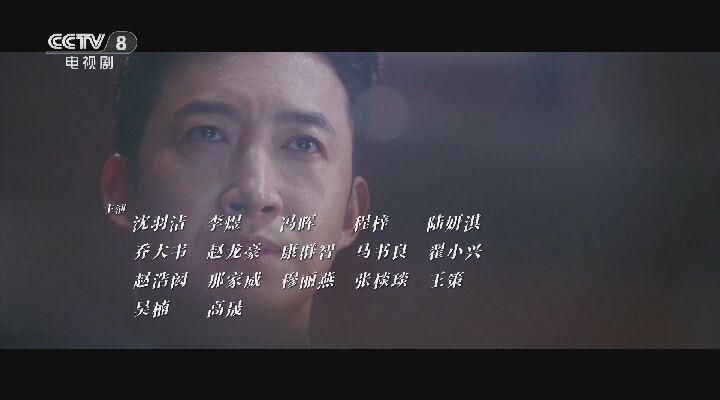 CCTV 8
电视剧
主演
沈羽洁 李煜 冯晖 程梓 陆妍淇
乔大韦 赵龙豪 康群智 马书良 翟小兴
赵浩闳 那家威 穆丽燕 张棪琰 王策
吴楠 高晟